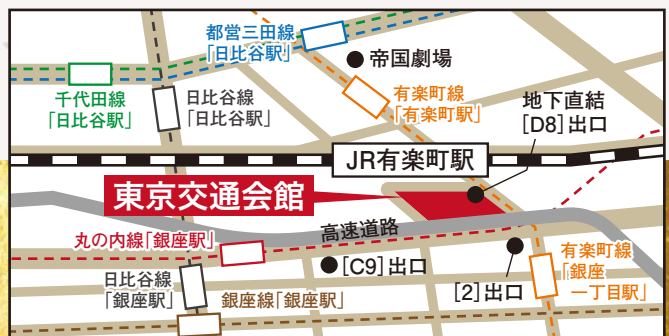 都営三田線
「日比谷駅」
帝国劇場
千代田線
「日比谷駅」
日比谷線
「日比谷駅」
有楽町線
「有楽町駅」
地下直結
[D8]出口
JR有楽町駅
東京交通会館
高速道路
丸の内線「銀座駅」
[C9]出口
[2]出口
有楽町線
「銀座
一丁目駅」
日比谷線
「銀座駅」
銀座線「銀座駅」